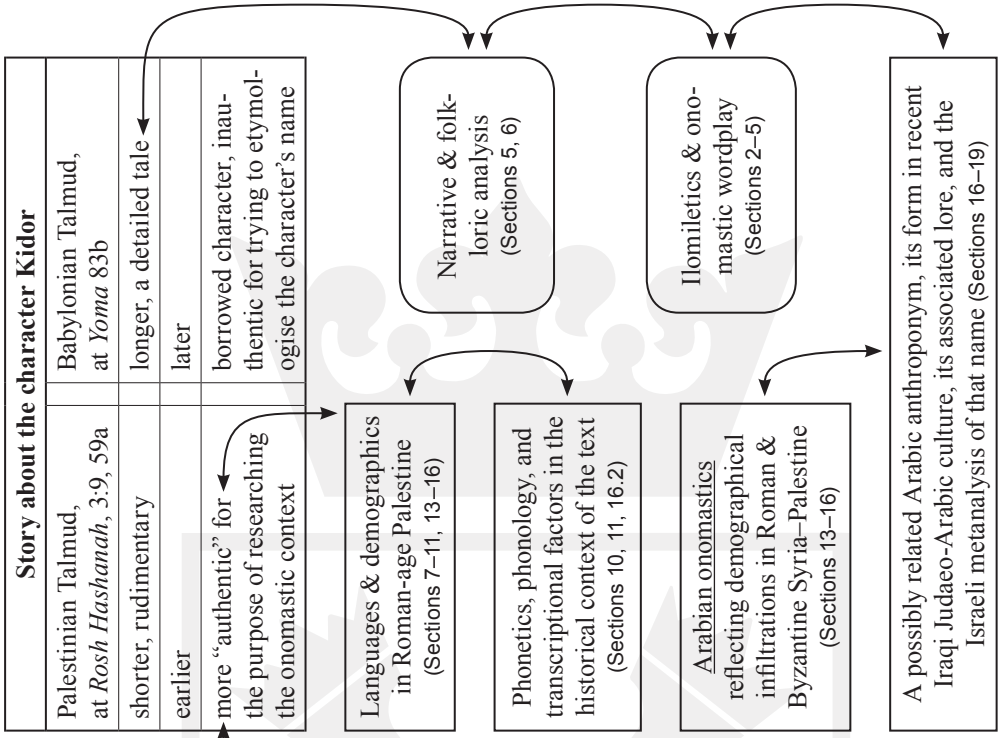 Story about the character Kidor
Palestinian Talmud,
at Rosh Hashanah, 3:9, 59a
Babylonian Talmud,
at Yoma 83b
shorter, rudimentary
longer, a detailed tale
earlier
later
more “authentic” for
the purpose of researching
the onomastic context
borrowed character, inau-
thentic for trying to etymol-
ogise the character’s name
Languages & demographics
in Roman-age Palestine
(Sections 7–11, 13–16)
Narrative & folk-
loric analysis
(Sections 5, 6)
Phonetics, phonology, and
transcriptional factors in the
historical context of the text
(Sections 10, 11, 16.2)
Ilomiletics & ono-
mastic wordplay
(Sections 2–5)
Arabian onomastics
reflecting demographical
infiltrations in Roman &
Byzantine Syria–Palestine
(Sections 13–16)
A possibly related Arabic anthroponym, its form in recent
Iraqi Judaeo-Arabic culture, its associated lore, and the
Israeli metanalysis of that name (Sections 16–19)